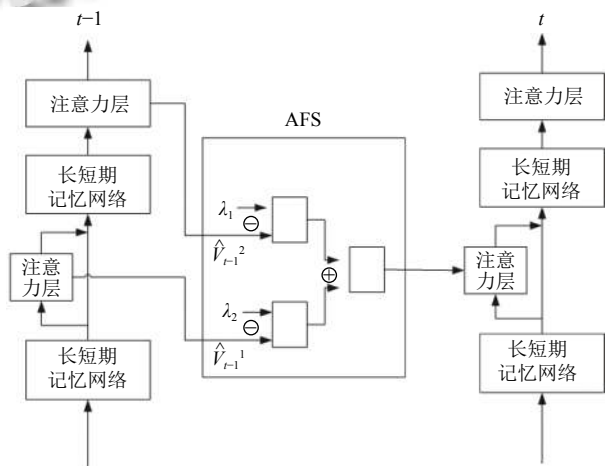 t−1
t
注意力层
注意力层
AFS
长短期
记忆网络
长短期
记忆网络
λ₁
⊖
V̂ₜ₋₁²
注意
力层
⊕
注意
力层
λ₂
⊖
V̂ₜ₋₁¹
长短期
记忆网络
长短期
记忆网络